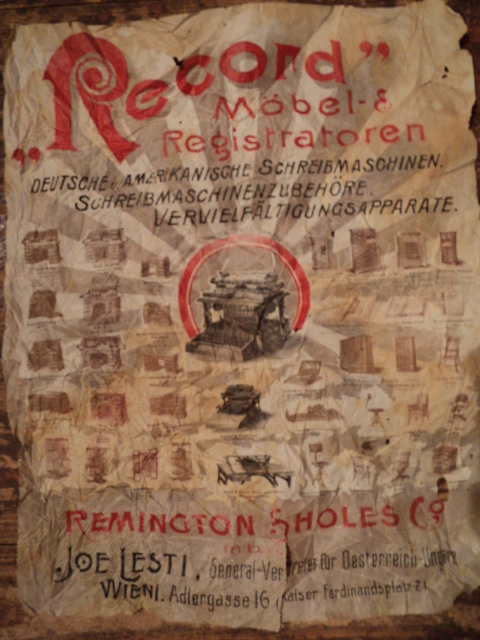 „Record”
Möbel-&
Registratoren
DEUTSCHE & AMERIKANISCHE SCHREIBMASCHINEN.
SCHREIBMASCHINENZUBEHÖRE.
VERVIELFÄLTIGUNGSAPPARATE.
REMINGTON SHOLES Co
JOE LESTI, General-Vertreter für Oesterreich-Ungarn
WIEN I. Adlergasse 16, Kaiser Ferdinandsplatz